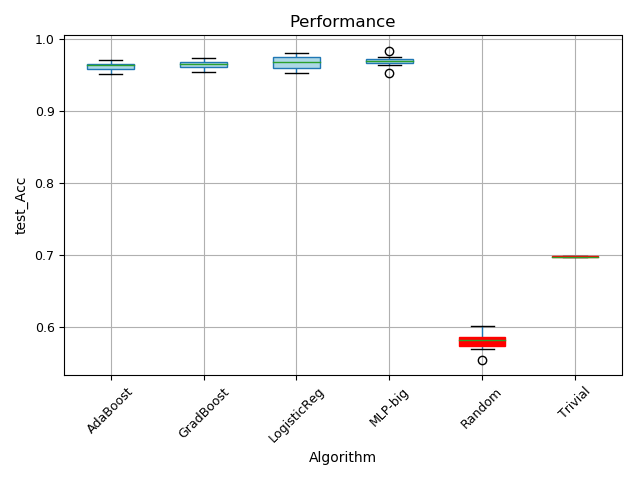 Performance
1.0
0.9
0.8
0.7
0.6
test_Acc
AdaBoost
GradBoost
LogisticReg
MLP-big
Random
Trivial
Algorithm